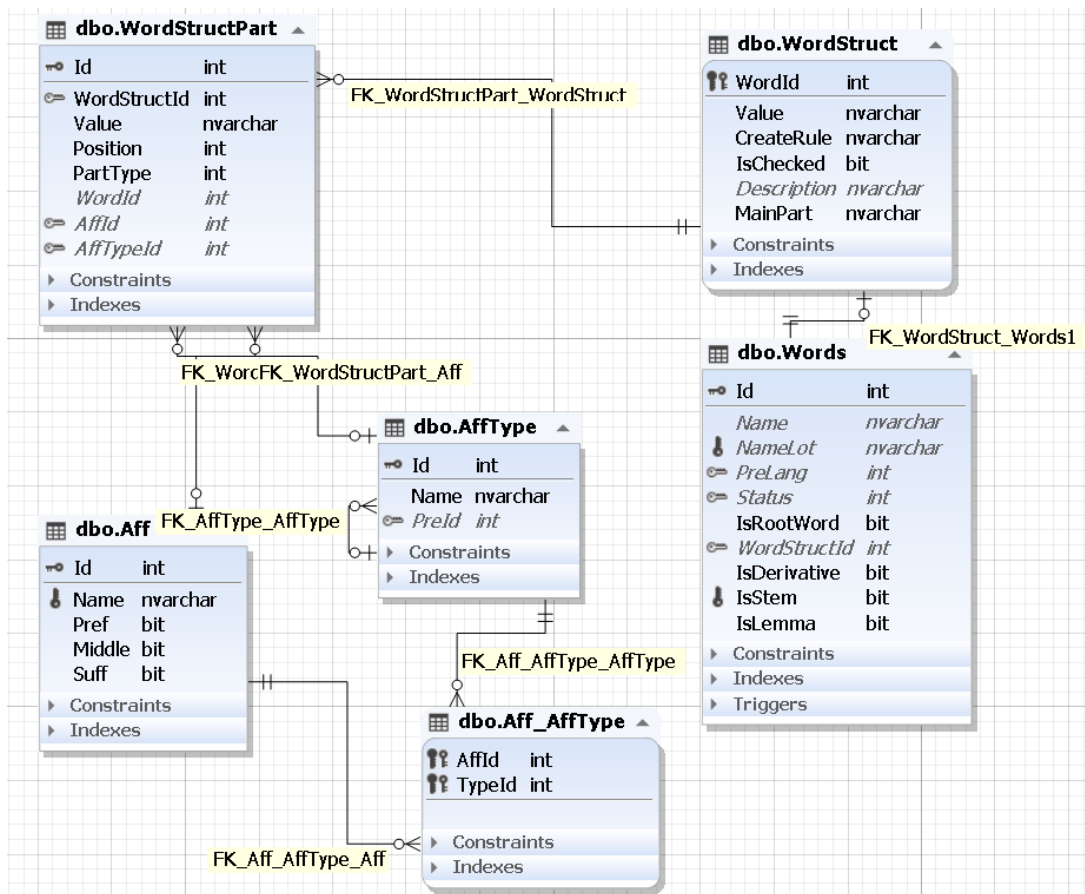 dbo.WordStructPart
Id int
WordStructId int
Value nvarchar
Position int
PartType int
WordId int
AffId int
AffTypeId int
Constraints
Indexes
FK_WordStructPart_WordStruct
dbo.WordStruct
WordId int
Value nvarchar
CreateRule nvarchar
IsChecked bit
Description nvarchar
MainPart nvarchar
Constraints
Indexes
FK_WordStruct_Words1
dbo.Words
Id int
Name nvarchar
NameLot nvarchar
PreLang int
Status int
IsRootWord bit
WordStructId int
IsDerivative bit
IsStem bit
IsLemma bit
Constraints
Indexes
Triggers
FK_WorcFK_WordStructPart_Aff
dbo.AffType
Id int
Name nvarchar
PreId int
Constraints
Indexes
FK_AffType_AffType
dbo.Aff
Id int
Name nvarchar
Pref bit
Middle bit
Suff bit
Constraints
Indexes
FK_Aff_AffType_AffType
dbo.Aff_AffType
AffId int
TypeId int
Constraints
Indexes
FK_Aff_AffType_Aff